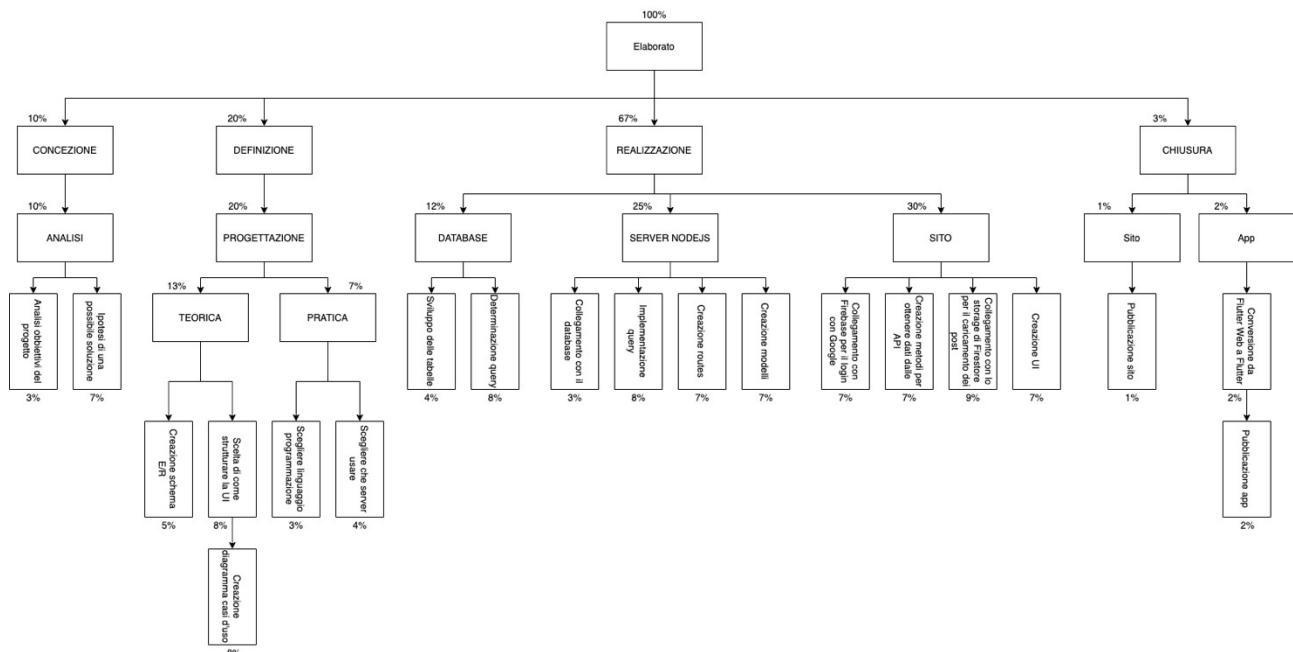 100%
Elaborato
10%
20%
67%
3%
CONCEZIONE
DEFINIZIONE
REALIZZAZIONE
CHIUSURA
10%
20%
12%
25%
30%
1%
2%
ANALISI
PROGETTAZIONE
DATABASE
SERVER NODEJS
SITO
Sito
App
Analisi obbiettivi del
progetto
3%
Ipotesi di una
possibile soluzione
7%
13%
TEORICA
7%
PRATICA
Sviluppo delle tabelle
4%
Determinazione query
8%
Collegamento con il
database
3%
Implementazione
query
8%
Creazione routes
7%
Creazione modelli
7%
Collegamento con
Firebase per il login
con Google
7%
Creazione metodi per
ottenere dati dalle
API
7%
Collegamento con lo
storage di Firestore
per il caricamento dei
post
9%
Creazione UI
7%
Pubblicazione sito
1%
Conversione da
Flutter Web a Flutter
2%
Creazione schema
E/R
5%
Scelta di come
strutturare la UI
8%
Scegliere linguaggio
programmazione
3%
Scegliere che server
usare
4%
Pubblicazione app
2%
Creazione
diagramma casi d'uso
8%